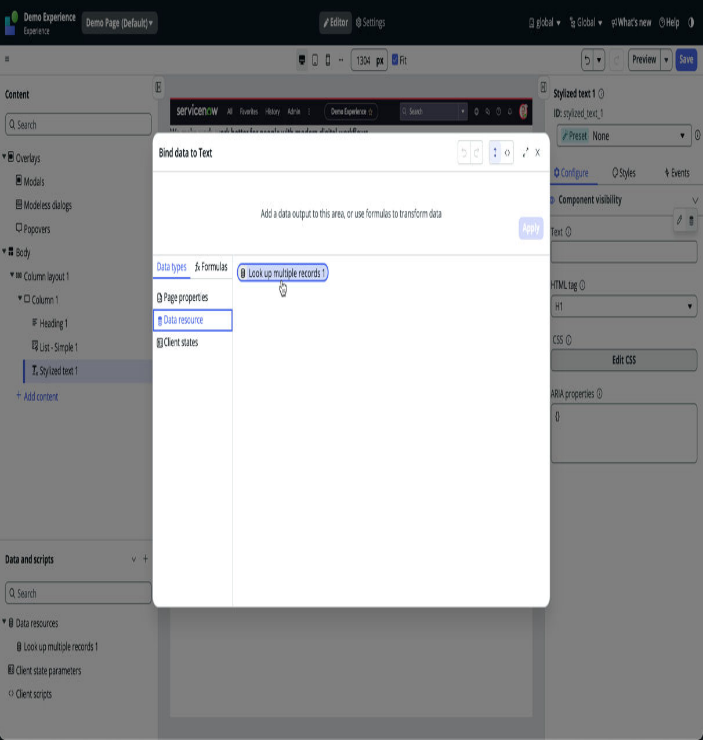 Demo Experience
Experience
Demo Page (Default)
Editor
Settings
global
Global
What's new
Help
1304 px
Fit
Preview
Save
Content
Search
Overlays
Modals
Modeless dialogs
Popovers
Body
Column layout 1
Column 1
Heading 1
List - Simple 1
Stylized text 1
+ Add content
Data and scripts
Search
Data resources
Look up multiple records 1
Client state parameters
Client scripts
servicenow
All
Favorites
History
Admin
Demo Experience
Search
Bind data to Text
Add a data output to this area, or use formulas to transform data
Apply
Data types
fx Formulas
Page properties
Data resource
Client states
Look up multiple records 1
Stylized text 1
ID: stylized_text_1
Preset None
Configure
Styles
Events
Component visibility
Text
HTML tag
H1
CSS
Edit CSS
ARIA properties
{}